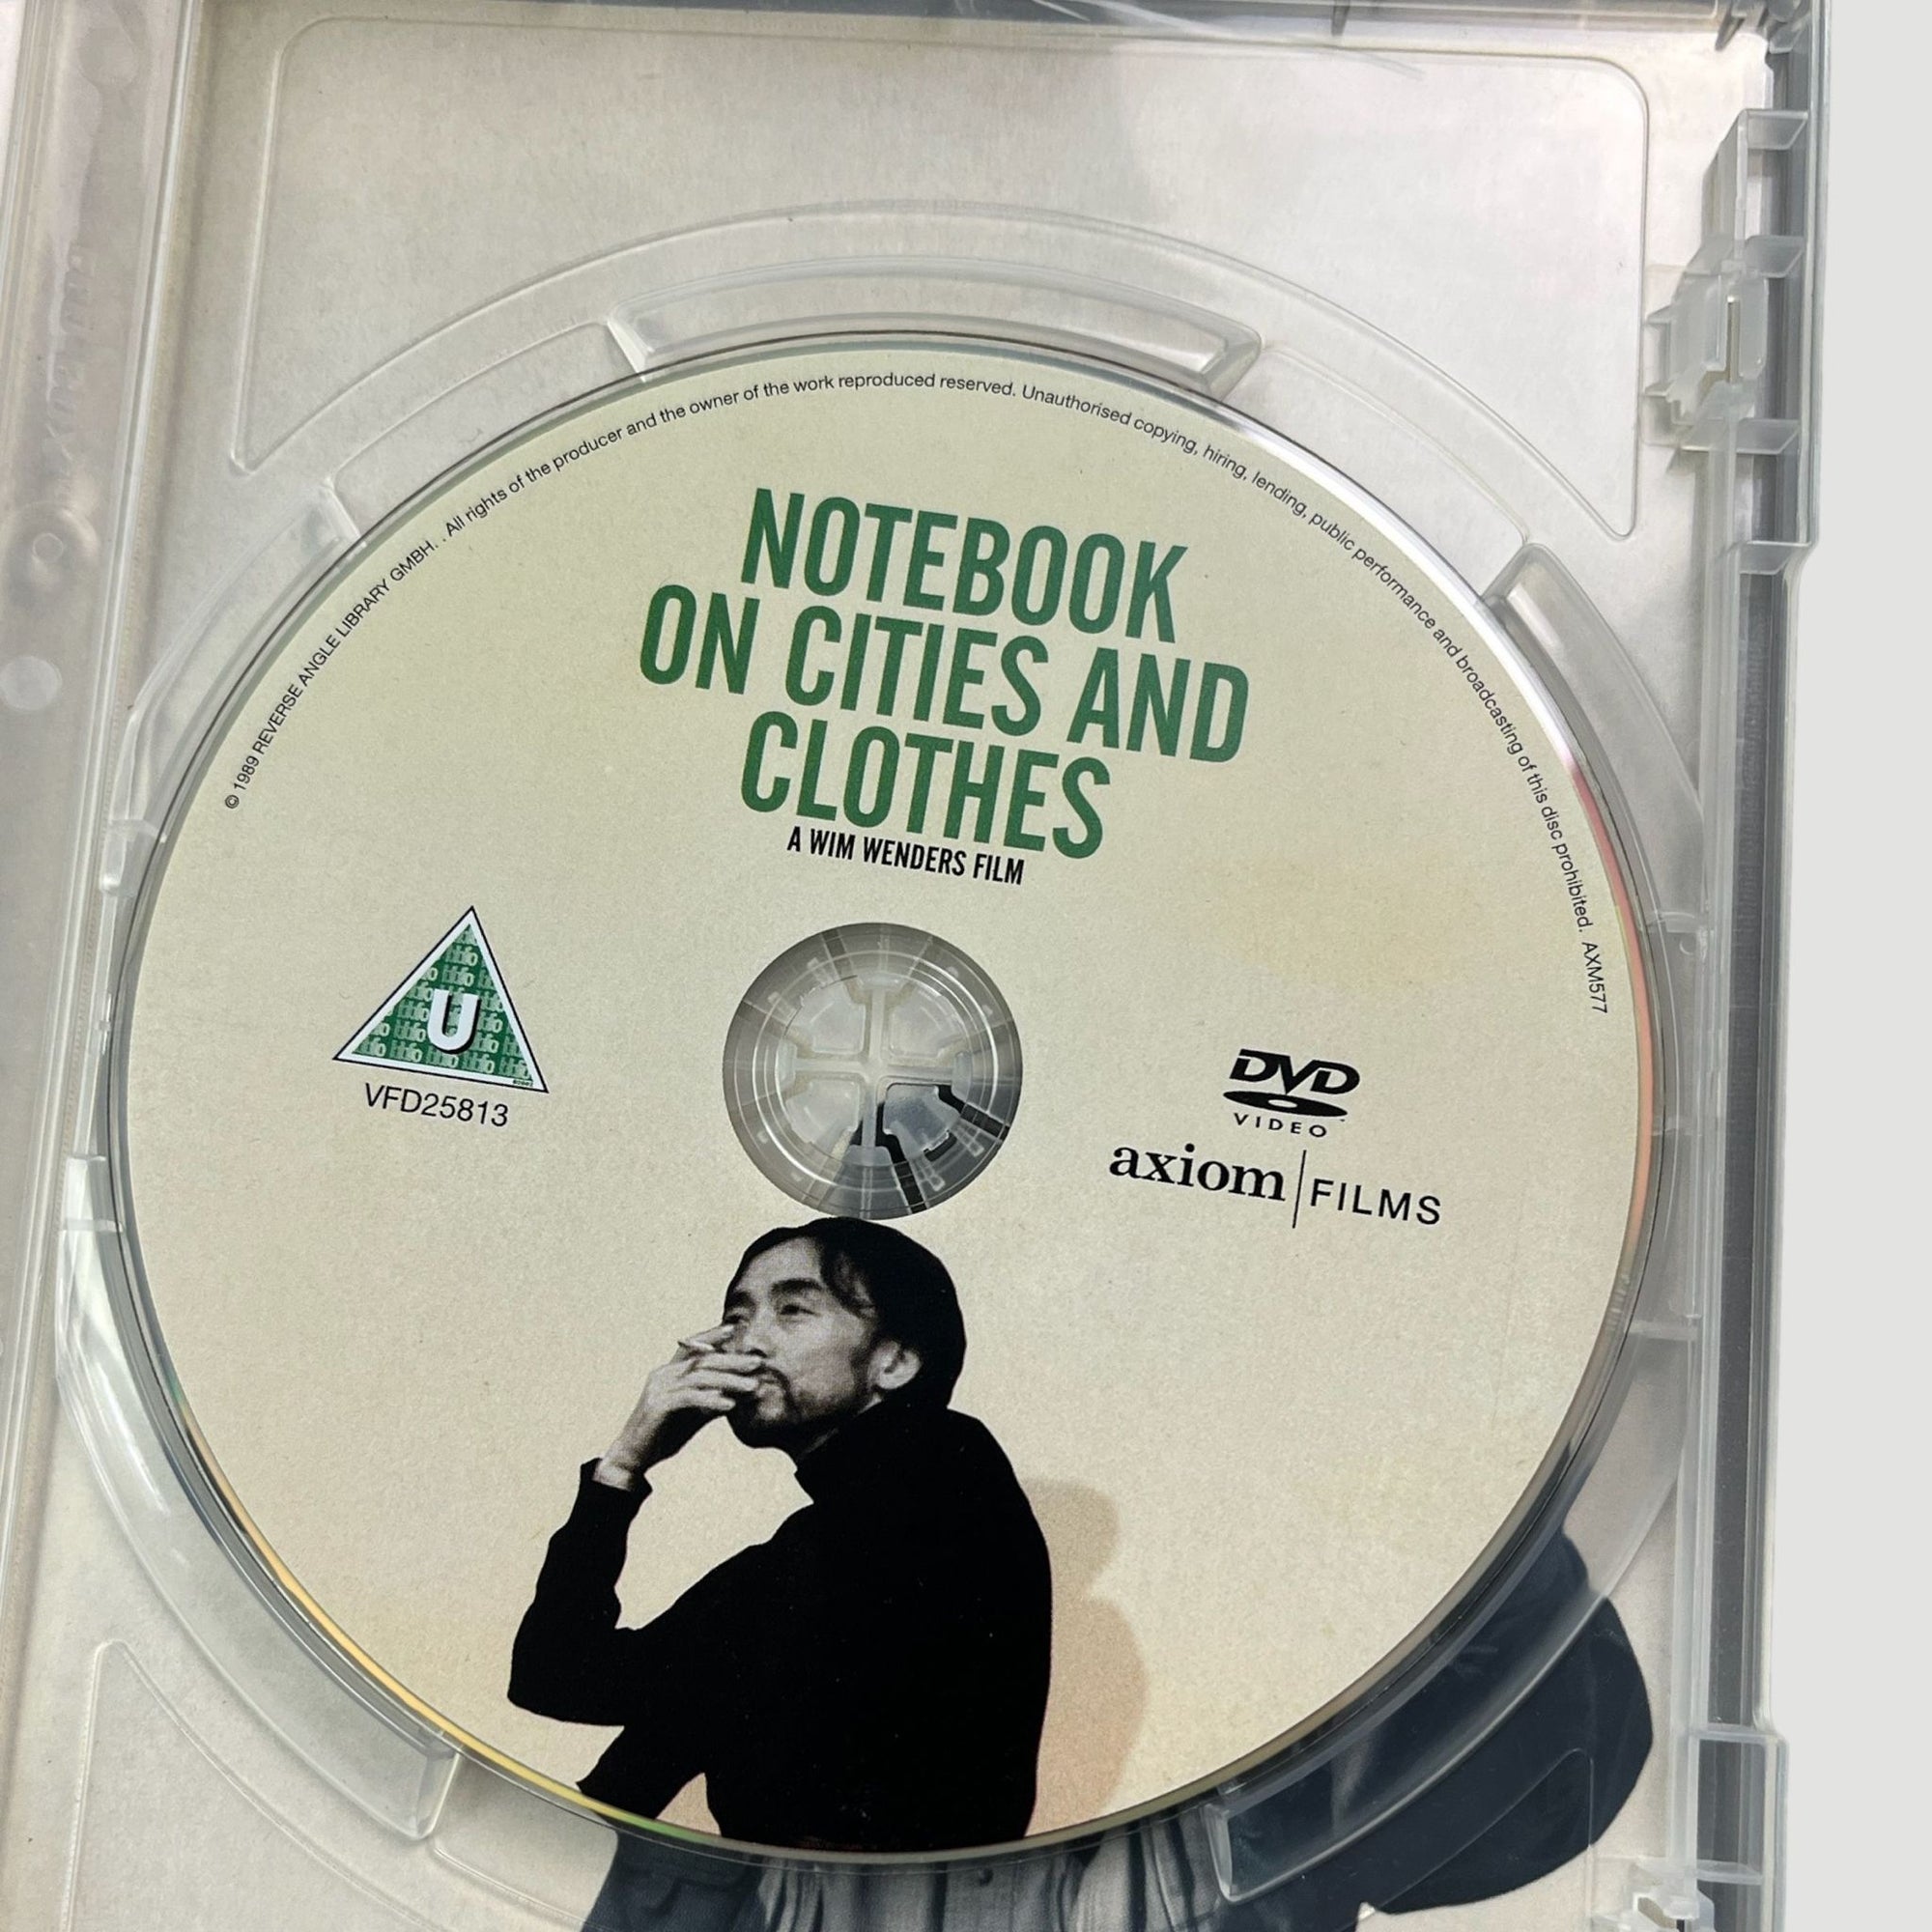 © 1989 REVERSE ANGLE LIBRARY GMBH. . All rights of the producer and the owner of the work reproduced reserved. Unauthorised copying, hiring, lending, public performance and broadcasting of this disc prohibited. AXM577
NOTEBOOK
ON CITIES AND
CLOTHES
A WIM WENDERS FILM
U
VFD25813
DVD
VIDEO
axiom FILMS